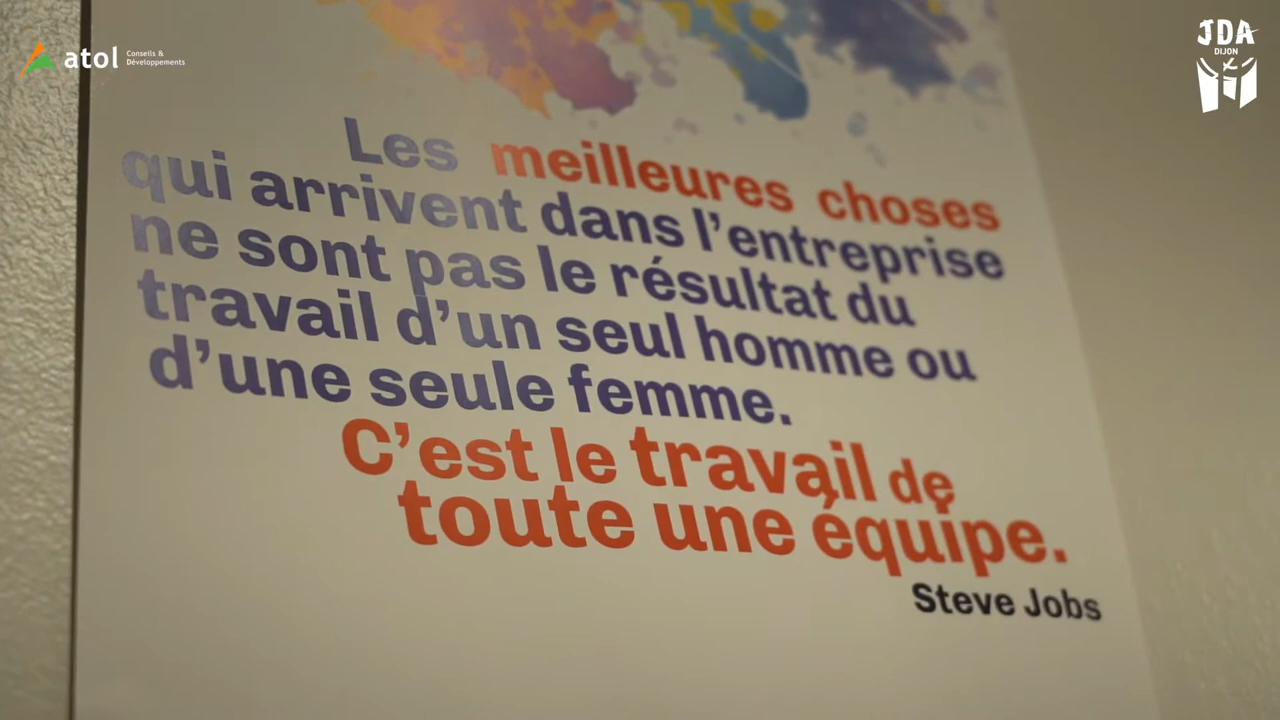 atol
Conseils &
Développements
JDA
DIJON
Les meilleures choses
qui arrivent dans l'entreprise
ne sont pas le résultat du
travail d'un seul homme ou
d'une seule femme.
C'est le travail de
toute une équipe.
Steve Jobs